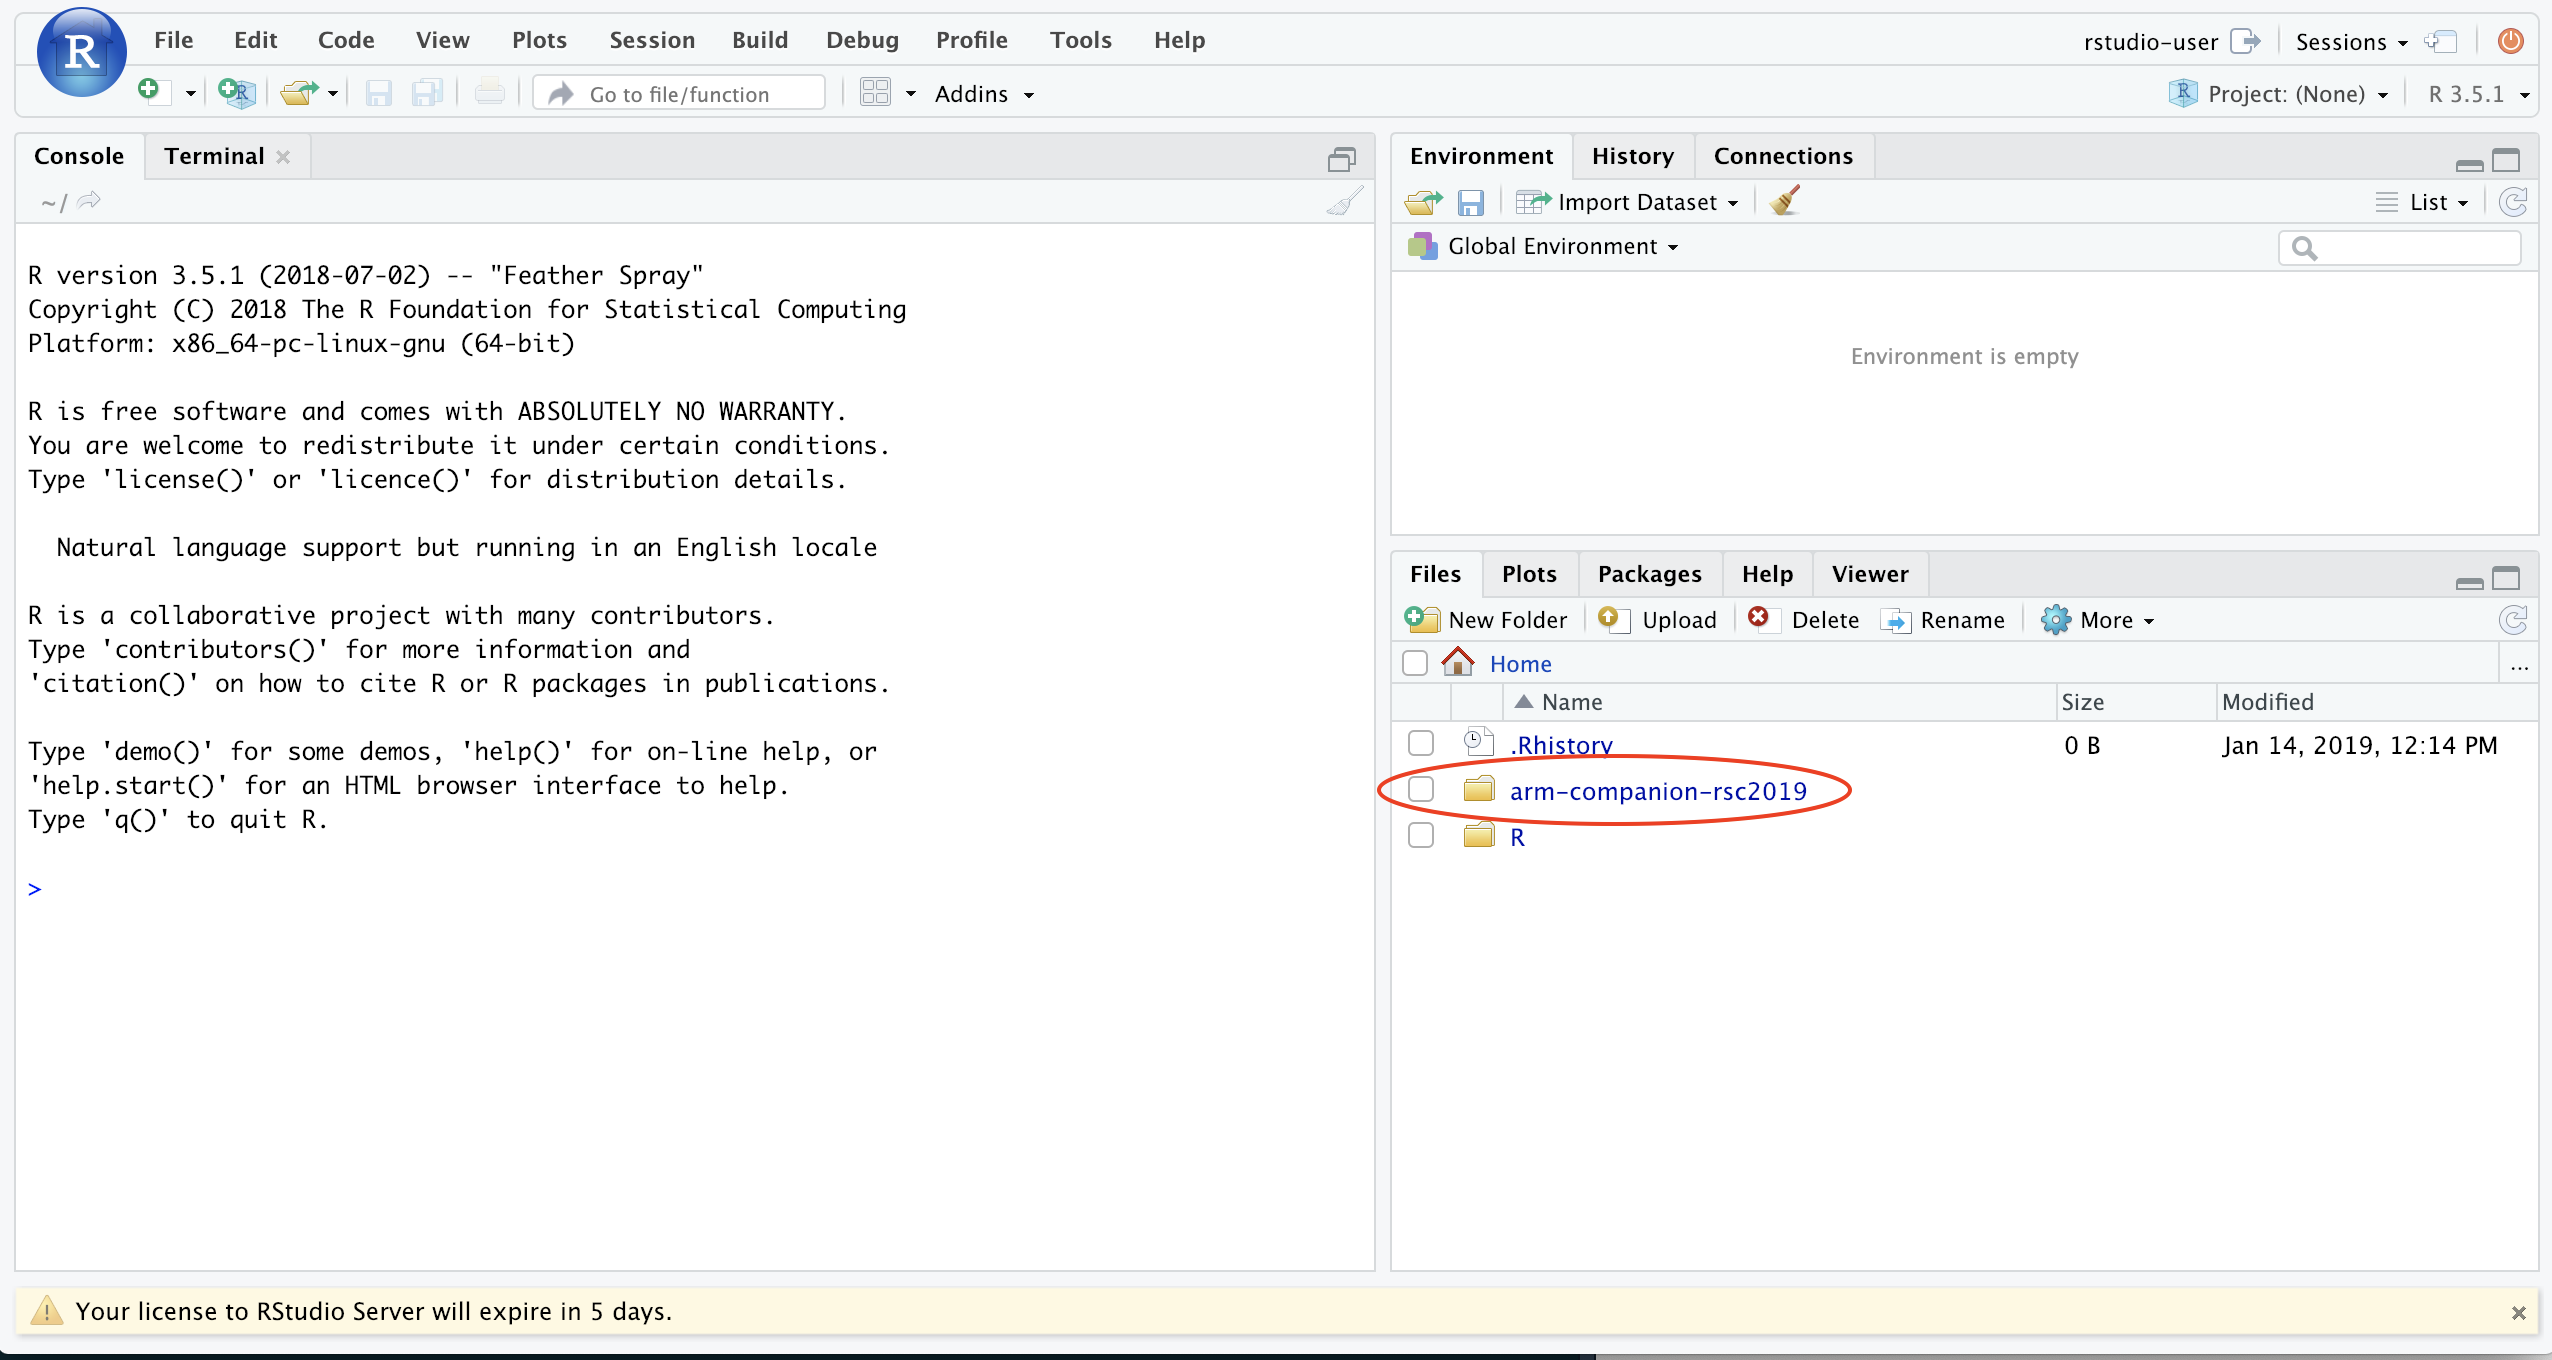 R
File Edit Code View Plots Session Build Debug Profile Tools Help
rstudio-user Sessions
R Go to file/function Addins
R Project: (None) R 3.5.1
Console Terminal
~/
R version 3.5.1 (2018-07-02) -- "Feather Spray"
Copyright (C) 2018 The R Foundation for Statistical Computing
Platform: x86_64-pc-linux-gnu (64-bit)
R is free software and comes with ABSOLUTELY NO WARRANTY.
You are welcome to redistribute it under certain conditions.
Type 'license()' or 'licence()' for distribution details.
Natural language support but running in an English locale
R is a collaborative project with many contributors.
Type 'contributors()' for more information and
'citation()' on how to cite R or R packages in publications.
Type 'demo()' for some demos, 'help()' for on-line help, or
'help.start()' for an HTML browser interface to help.
Type 'q()' to quit R.
>
Environment History Connections
Import Dataset List
Global Environment
Environment is empty
Files Plots Packages Help Viewer
New Folder Upload Delete Rename More
Home ...
Name Size Modified
.Rhistory 0 B Jan 14, 2019, 12:14 PM
arm-companion-rsc2019
R
Your license to RStudio Server will expire in 5 days.